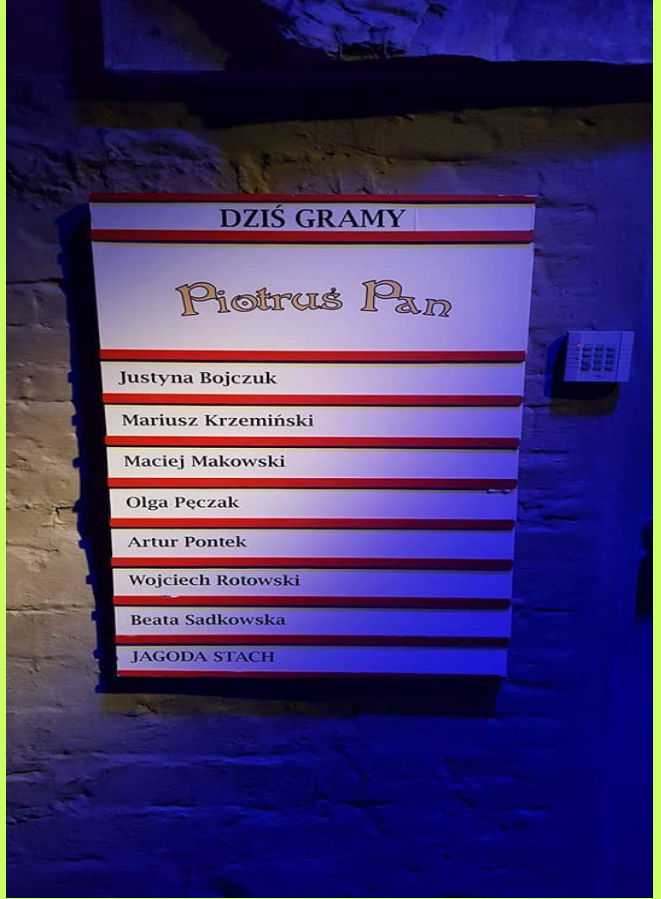 DZIŚ GRAMY
Piotruś Pan
Justyna Bojczuk
Mariusz Krzemiński
Maciej Makowski
Olga Pęczak
Artur Pontek
Wojciech Rotowski
Beata Sadkowska
JAGODA STACH